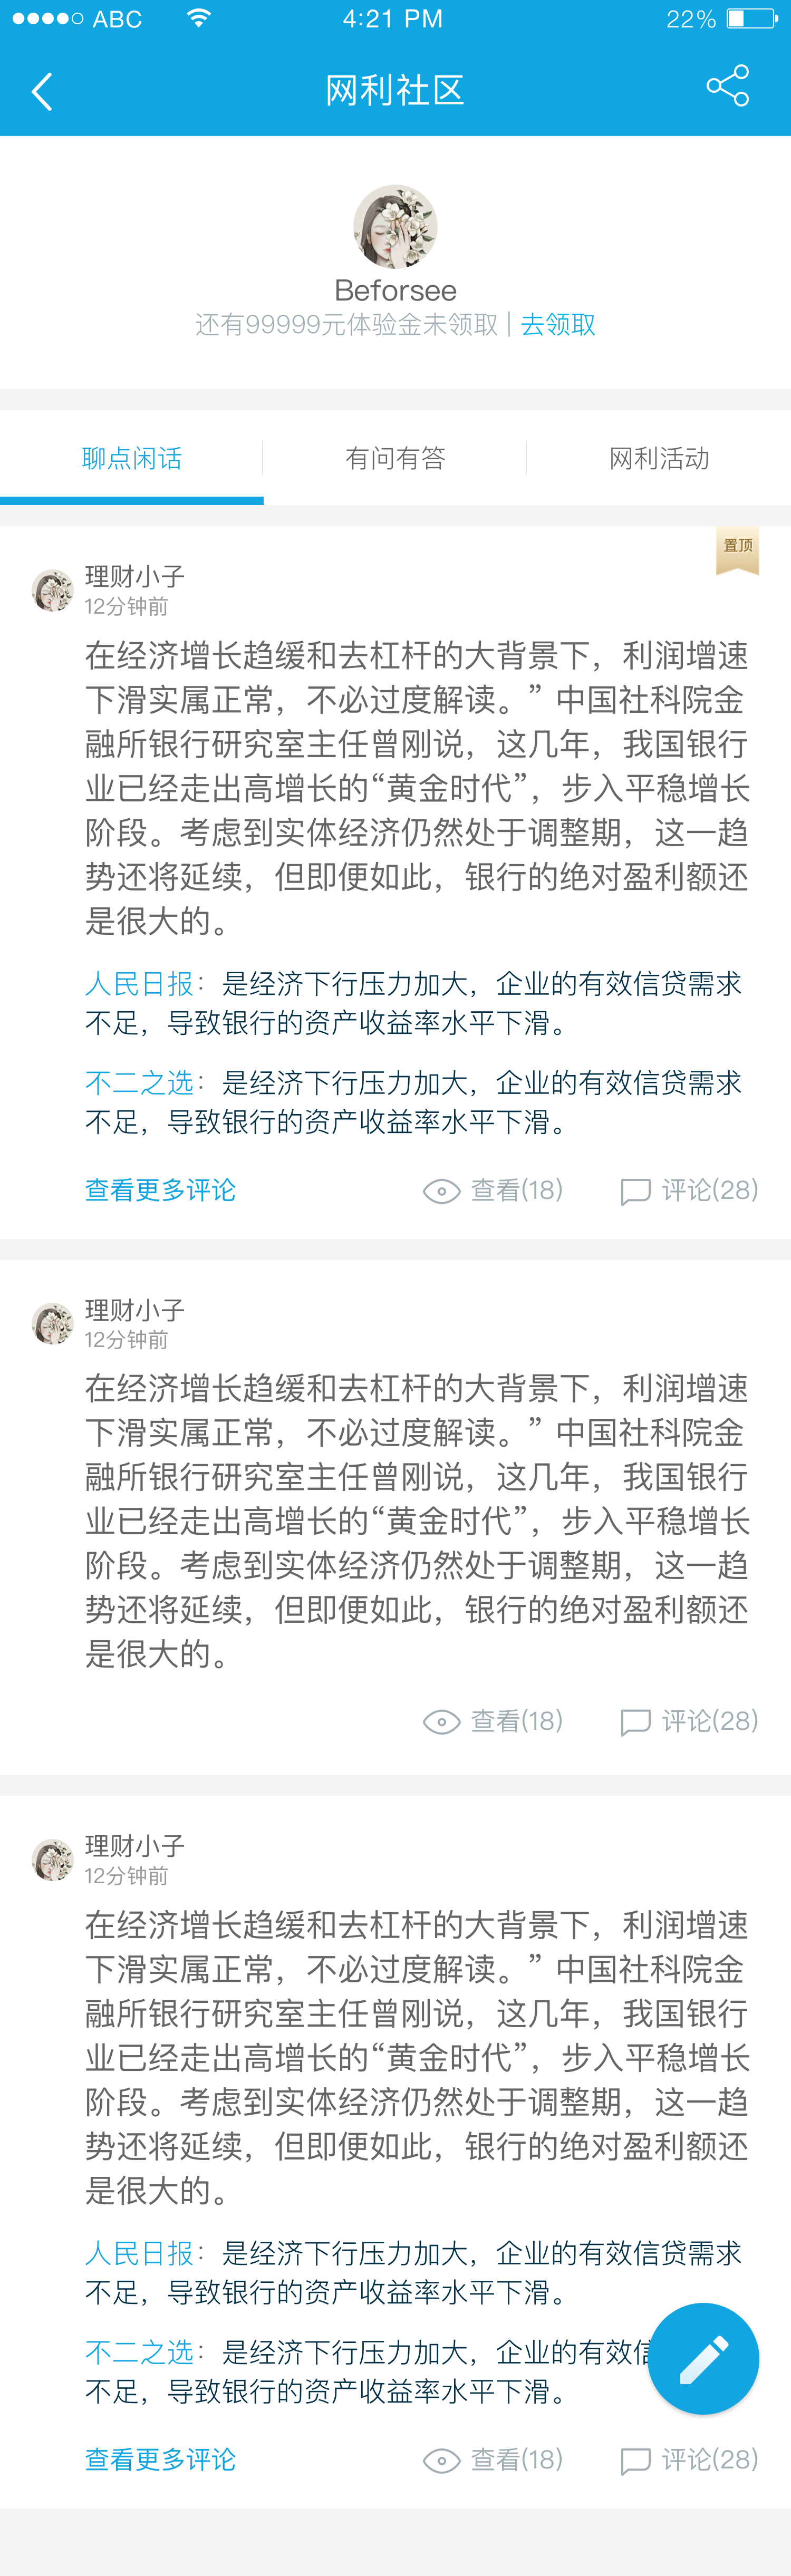 ABC 4:21 PM 22%
网利社区
Beforsee
还有99999元体验金未领取 | 去领取
聊点闲话 有问有答 网利活动
置顶
理财小子
12分钟前
在经济增长趋缓和去杠杆的大背景下，利润增速
下滑实属正常，不必过度解读。” 中国社科院金
融所银行研究室主任曾刚说，这几年，我国银行
业已经走出高增长的“黄金时代”，步入平稳增长
阶段。考虑到实体经济仍然处于调整期，这一趋
势还将延续，但即便如此，银行的绝对盈利额还
是很大的。
人民日报：是经济下行压力加大，企业的有效信贷需求
不足，导致银行的资产收益率水平下滑。
不二之选：是经济下行压力加大，企业的有效信贷需求
不足，导致银行的资产收益率水平下滑。
查看更多评论 查看(18) 评论(28)
理财小子
12分钟前
在经济增长趋缓和去杠杆的大背景下，利润增速
下滑实属正常，不必过度解读。” 中国社科院金
融所银行研究室主任曾刚说，这几年，我国银行
业已经走出高增长的“黄金时代”，步入平稳增长
阶段。考虑到实体经济仍然处于调整期，这一趋
势还将延续，但即便如此，银行的绝对盈利额还
是很大的。
查看(18) 评论(28)
理财小子
12分钟前
在经济增长趋缓和去杠杆的大背景下，利润增速
下滑实属正常，不必过度解读。” 中国社科院金
融所银行研究室主任曾刚说，这几年，我国银行
业已经走出高增长的“黄金时代”，步入平稳增长
阶段。考虑到实体经济仍然处于调整期，这一趋
势还将延续，但即便如此，银行的绝对盈利额还
是很大的。
人民日报：是经济下行压力加大，企业的有效信贷需求
不足，导致银行的资产收益率水平下滑。
不二之选：是经济下行压力加大，企业的有效信
不足，导致银行的资产收益率水平下滑。
查看更多评论 查看(18) 评论(28)